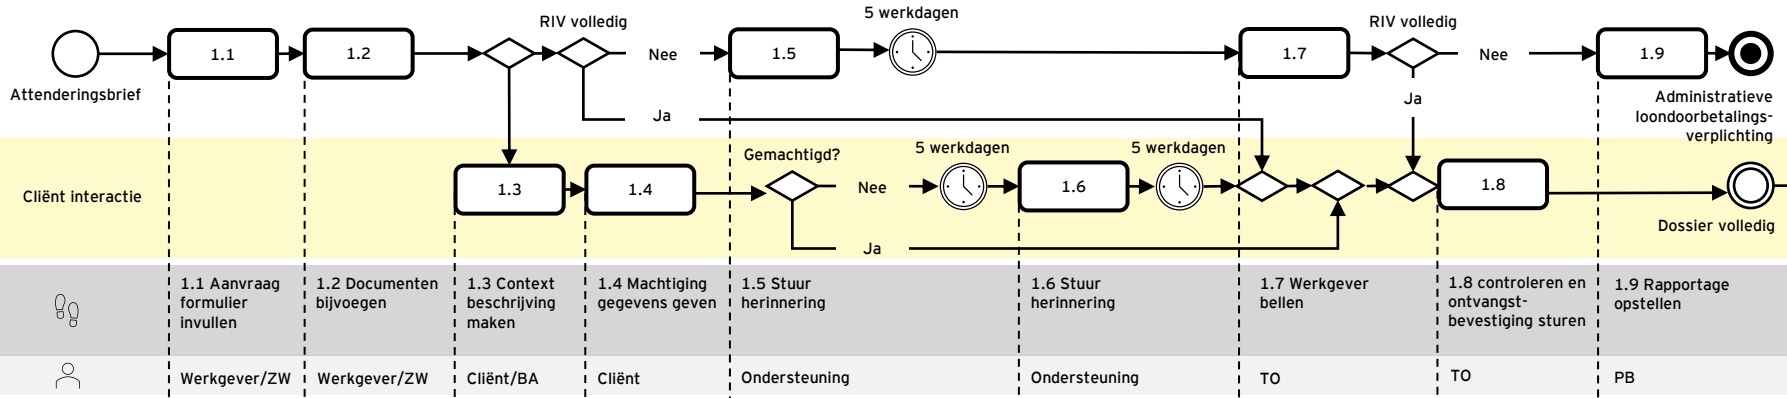 RIV volledig
5 werkdagen
RIV volledig
1.1
1.2
Nee
1.5
1.7
Nee
1.9
Attenderingsbrief
Ja
Ja
Administratieve
loondoorbetalings-
verplichting
Cliënt interactie
1.3
1.4
Gemachtigd?
Nee
5 werkdagen
1.6
5 werkdagen
1.8
Ja
Dossier volledig
1.1 Aanvraag
formulier
invullen
1.2 Documenten
bijvoegen
1.3 Context
beschrijving
maken
1.4 Machtiging
gegevens geven
1.5 Stuur
herinnering
1.6 Stuur
herinnering
1.7 Werkgever
bellen
1.8 controleren en
ontvangst-
bevestiging sturen
1.9 Rapportage
opstellen
Werkgever/ZW
Werkgever/ZW
Cliënt/BA
Cliënt
Ondersteuning
Ondersteuning
TO
TO
PB